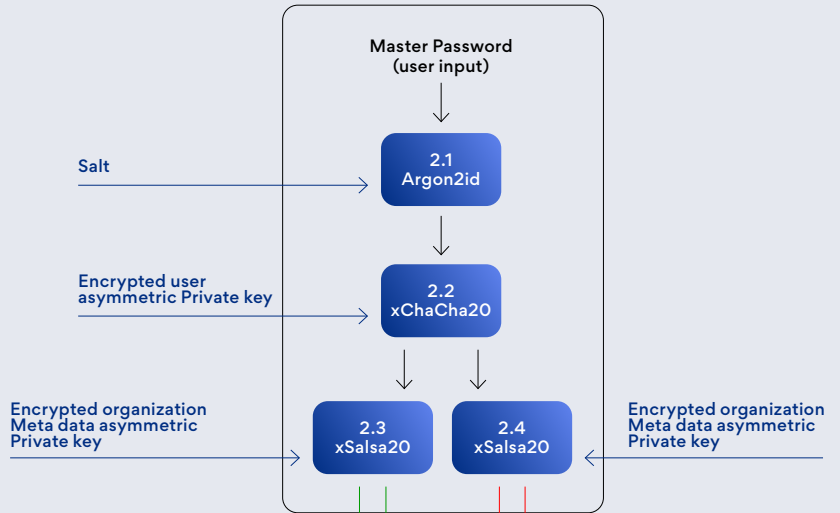 Master Password
(user input)
Salt
2.1
Argon2id
Encrypted user
asymmetric Private key
2.2
xChaCha20
Encrypted organization
Meta data asymmetric
Private key
2.3
xSalsa20
2.4
xSalsa20
Encrypted organization
Meta data asymmetric
Private key